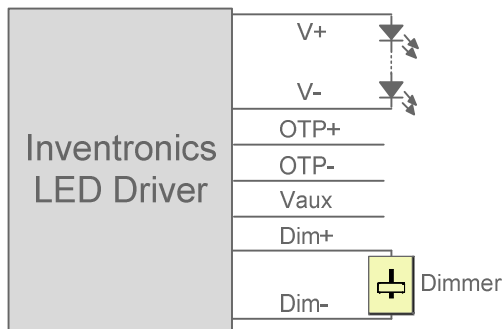 V+
V-
OTP+
Inventronics
LED Driver
OTP-
Vaux
Dim+
Dimmer
Dim-